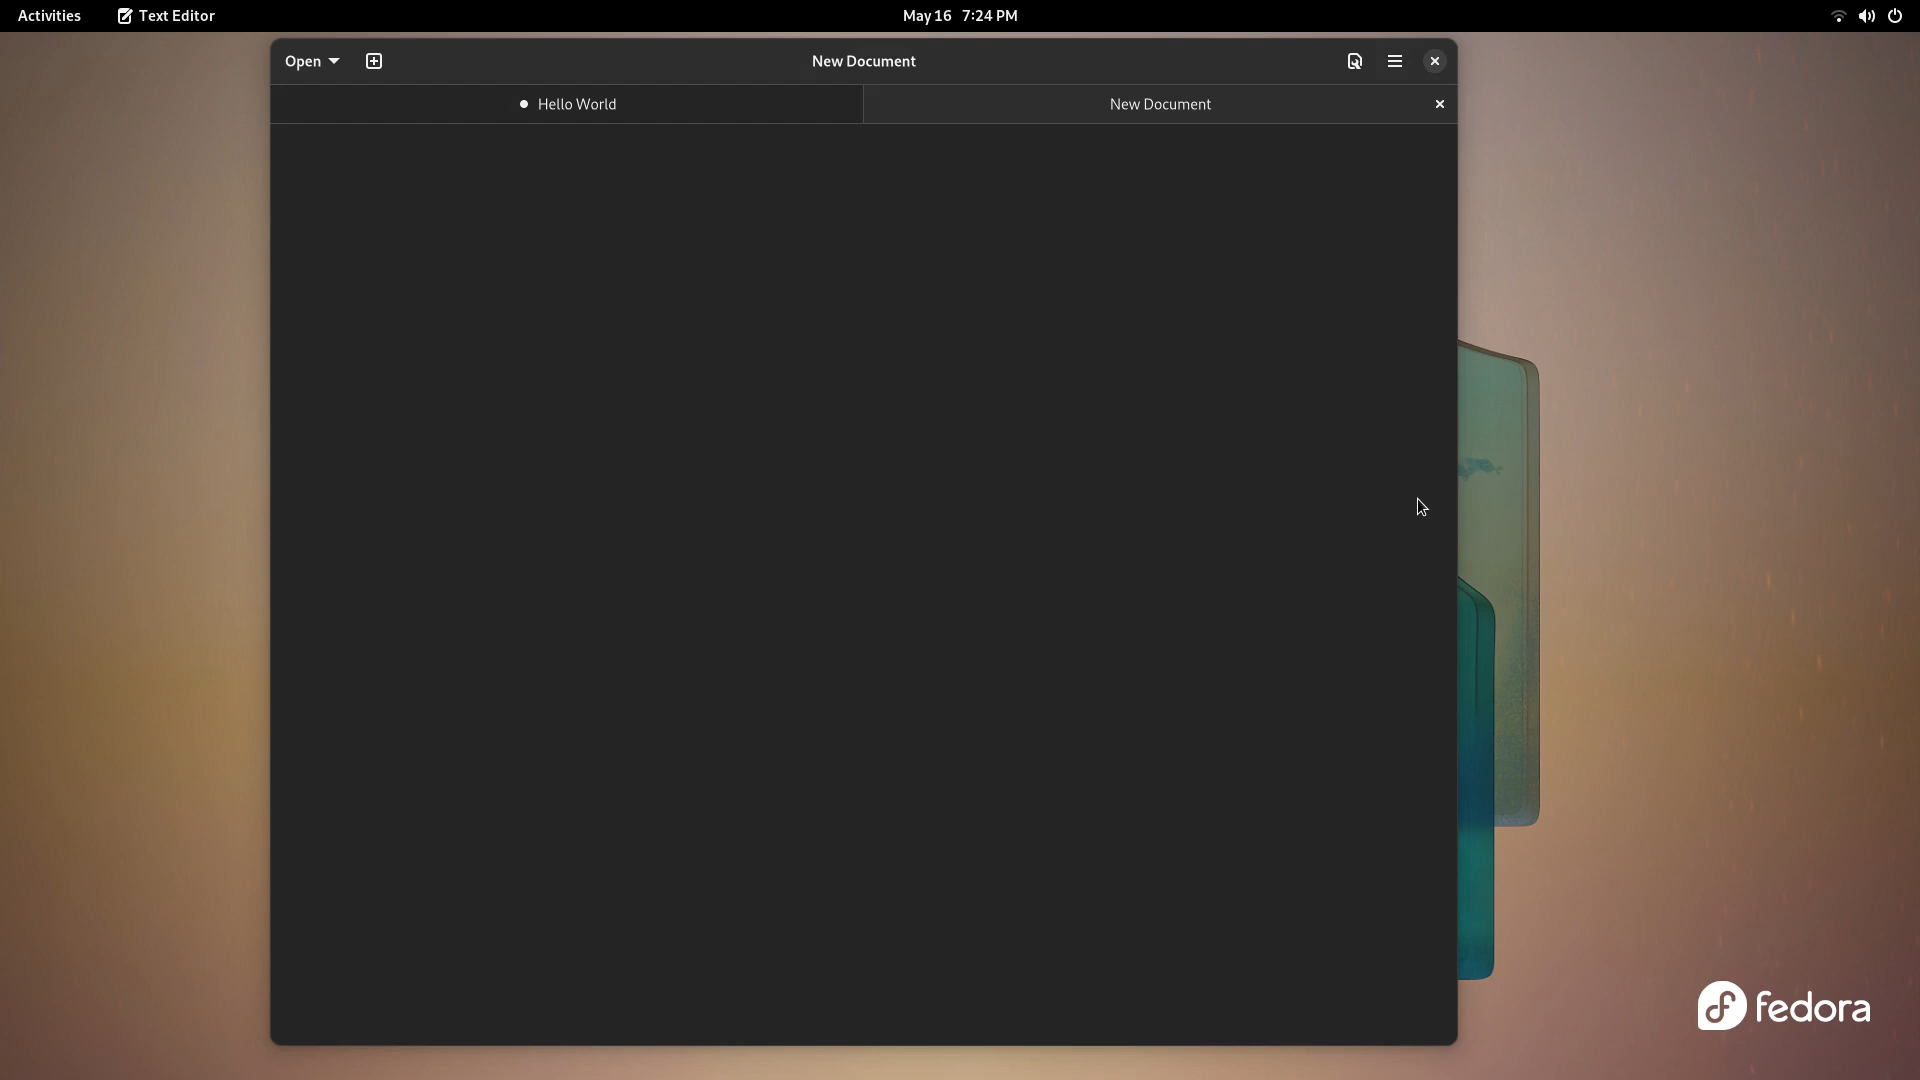 Activities
Text Editor
May 16 7:24 PM
Open
New Document
Hello World
New Document
fedora